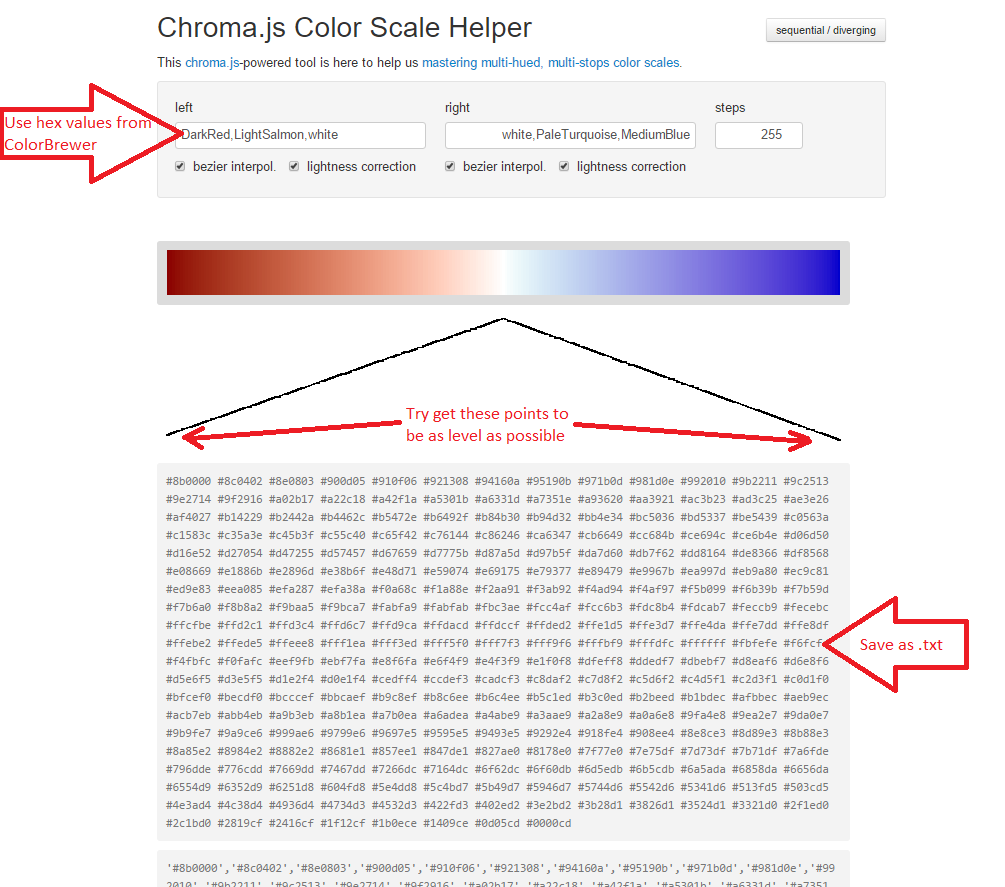 Chroma.js Color Scale Helper
sequential / diverging
This chroma.js-powered tool is here to help us mastering multi-hued, multi-stops color scales.
left
right
steps
Use hex values from
ColorBrewer
DarkRed,LightSalmon,white
white,PaleTurquoise,MediumBlue
255
bezier interpol.
lightness correction
bezier interpol.
lightness correction
Try get these points to
be as level as possible
#8b0000 #8c0402 #8e0803 #900d05 #910f06 #921308 #94160a #95190b #971b0d #981d0e #992010 #9b2211 #9c2513
#9e2714 #9f2916 #a02b17 #a22c18 #a42f1a #a5301b #a6331d #a7351e #a93620 #aa3921 #ac3b23 #ad3c25 #ae3e26
#af4027 #b14229 #b2442a #b4462c #b5472e #b6492f #b84b30 #b94d32 #bb4e34 #bc5036 #bd5337 #be5439 #c0563a
#c1583c #c35a3e #c45b3f #c55c40 #c65f42 #c76144 #c86246 #ca6347 #cb6649 #cc684b #ce694c #ce6b4e #d06d50
#d16e52 #d27054 #d47255 #d57457 #d67659 #d7775b #d87a5d #d97b5f #da7d60 #db7f62 #dd8164 #de8366 #df8568
#e08669 #e1886b #e2896d #e38b6f #e48d71 #e59074 #e69175 #e79377 #e89479 #e9967b #ea997d #eb9a80 #ec9c81
#ed9e83 #eea085 #efa287 #efa38a #f0a68c #f1a88e #f2aa91 #f3ab92 #f4ad94 #f4af97 #f5b099 #f6b39b #f7b59d
#f7b6a0 #f8b8a2 #f9baa5 #f9bca7 #fabfa9 #fabfab #fbc3ae #fcc4af #fcc6b3 #fdc8b4 #fdcab7 #feccb9 #fecebc
#ffcfbe #ffd2c1 #ffd3c4 #ffd6c7 #ffd9ca #ffdacd #ffdccf #ffded2 #ffe1d5 #ffe3d7 #ffe4da #ffe7dd #ffe8df
#ffebe2 #ffede5 #ffeee8 #fff1ea #fff3ed #fff5f0 #fff7f3 #fff9f6 #fffbf9 #fffdfc #ffffff #fbfefe #f6fcf
#f4fbfc #f0fafc #eef9fb #ebf7fa #e8f6fa #e6f4f9 #e4f3f9 #e1f0f8 #dfeff8 #ddedf7 #dbebf7 #d8eaf6 #d6e8f6
#d5e6f5 #d3e5f5 #d1e2f4 #d0e1f4 #cedff4 #ccdef3 #cadcf3 #c8daf2 #c7d8f2 #c5d6f2 #c4d5f1 #c2d3f1 #c0d1f0
#bfcef0 #becdf0 #bcccef #bbcaef #b9c8ef #b8c6ee #b6c4ee #b5c1ed #b3c0ed #b2beed #b1bdec #afbbec #aeb9ec
#acb7eb #abb4eb #a9b3eb #a8b1ea #a7b0ea #a6adea #a4abe9 #a3aae9 #a2a8e9 #a0a6e8 #9fa4e8 #9ea2e7 #9da0e7
#9b9fe7 #9a9ce6 #999ae6 #9799e6 #9697e5 #9595e5 #9493e5 #9292e4 #918fe4 #908ee4 #8e8ce3 #8d89e3 #8b88e3
#8a85e2 #8984e2 #8882e2 #8681e1 #857ee1 #847de1 #827ae0 #8178e0 #7f77e0 #7e75df #7d73df #7b71df #7a6fde
#796dde #776cdd #7669dd #7467dd #7266dc #7164dc #6f62dc #6f60db #6d5edb #6b5cdb #6a5ada #6858da #6656da
#6554d9 #6352d9 #6251d8 #604fd8 #5e4dd8 #5c4bd7 #5b49d7 #5946d7 #5744d6 #5542d6 #5341d6 #513fd5 #503cd5
#4e3ad4 #4c38d4 #4936d4 #4734d3 #4532d3 #422fd3 #402ed2 #3e2bd2 #3b28d1 #3826d1 #3524d1 #3321d0 #2f1ed0
#2c1bd0 #2819cf #2416cf #1f12cf #1b0ece #1409ce #0d05cd #0000cd
Save as .txt
'#8b0000','#8c0402','#8e0803','#900d05','#910f06','#921308','#94160a','#95190b','#971b0d','#981d0e','#99
2010','#9b2211','#9c2513','#9e2714','#9f2916','#a02b17','#a22c18','#a42f1a','#a5301b','#a6331d','#a7351